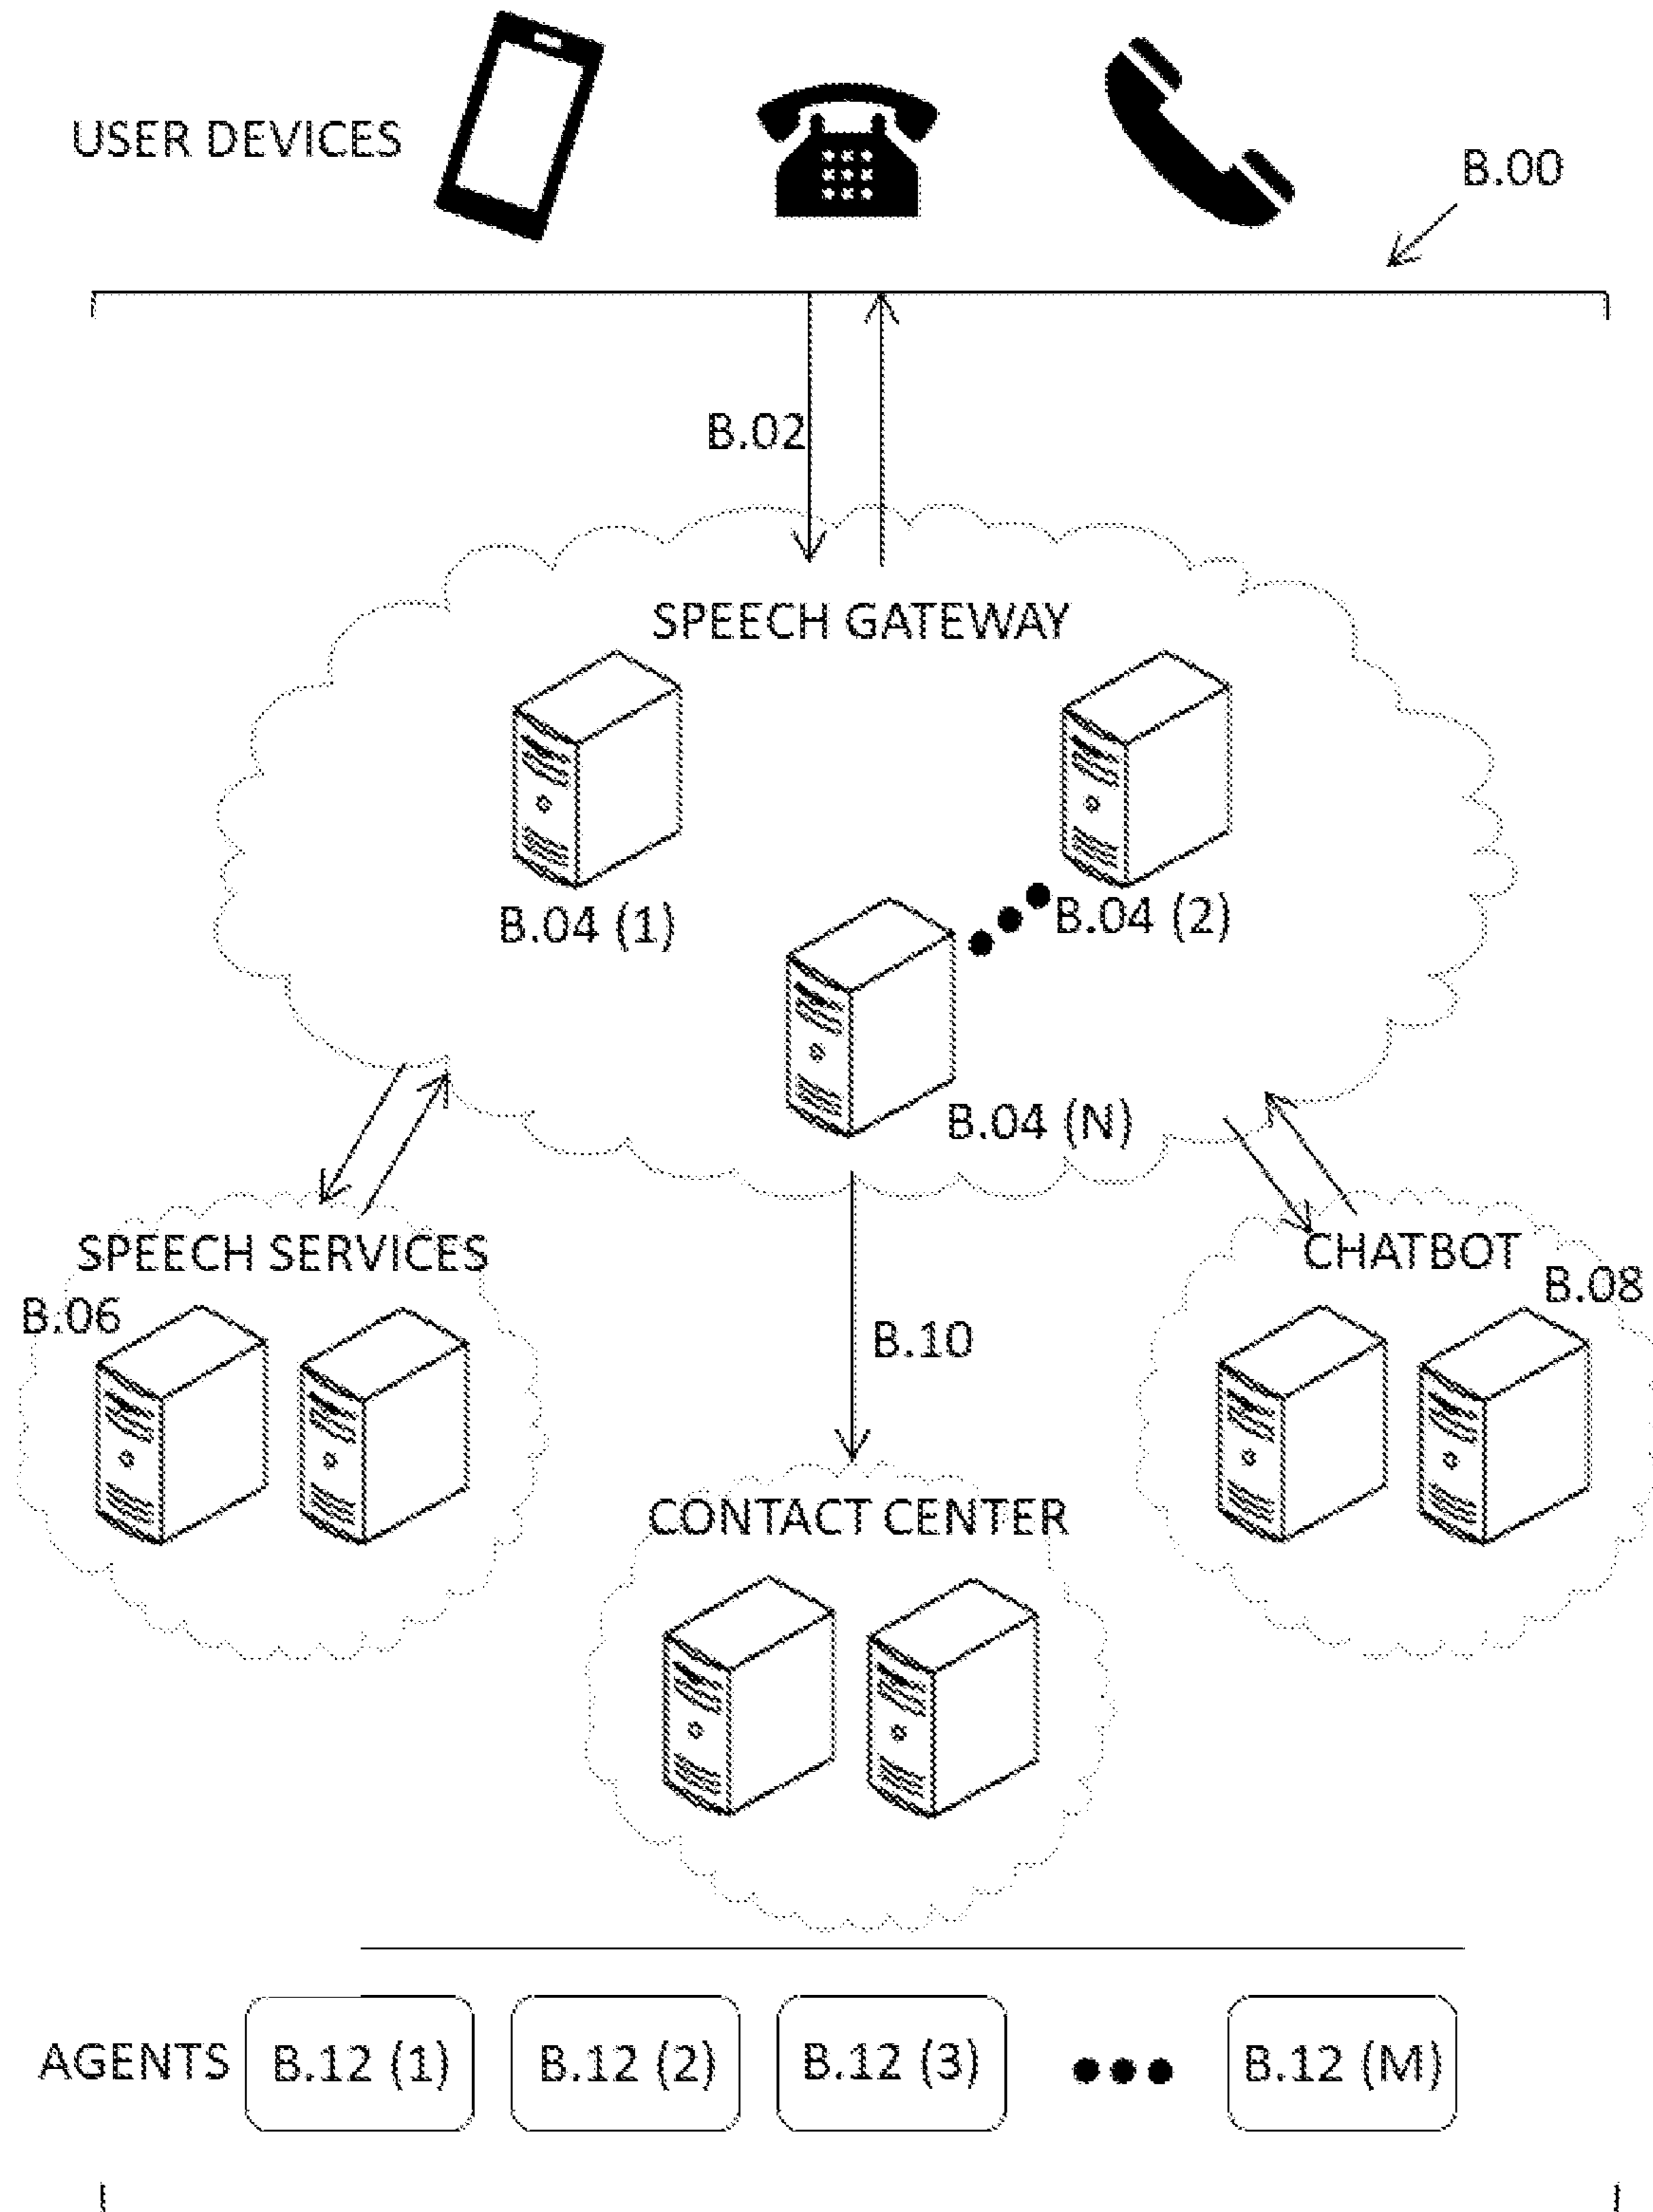 USER DEVICES
B.00
B.02
SPEECH GATEWAY
B.04 (1)
B.04 (2)
B.04 (N)
SPEECH SERVICES
B.06
CHATBOT
B.08
B.10
CONTACT CENTER
AGENTS B.12 (1) B.12 (2) B.12 (3) B.12 (M)